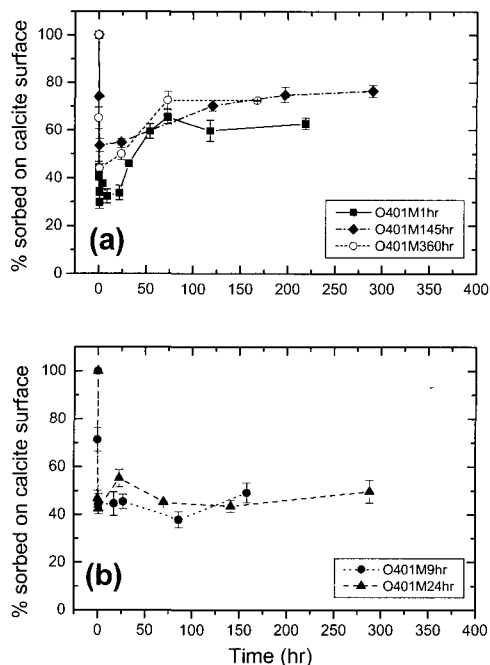 % sorbed on calcite surface
100
80
60
40
20
0
(a)
O401M1hr
O401M145hr
O401M360hr
0 50 100 150 200 250 300 350 400
% sorbed on calcite surface
100
80
60
40
20
0
(b)
O401M9hr
O401M24hr
0 50 100 150 200 250 300 350 400
Time (hr)